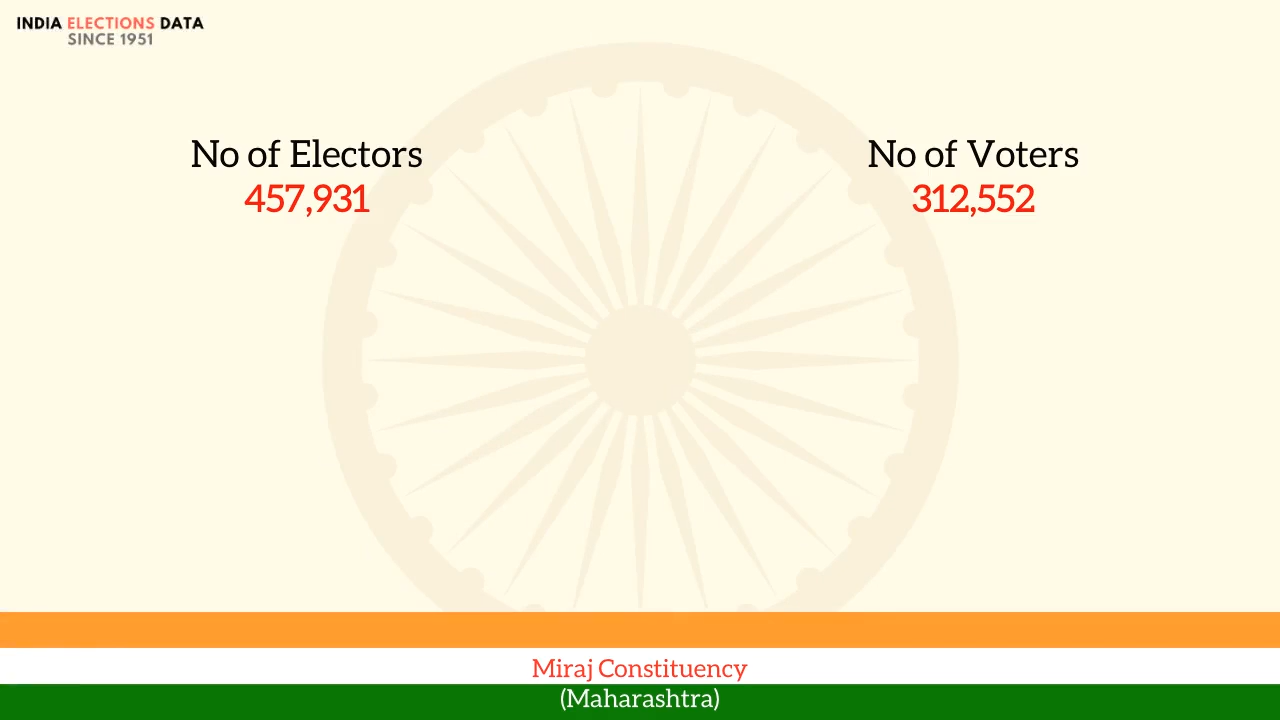 INDIA ELECTIONS DATA
SINCE 1951
No of Electors
457,931
No of Voters
312,552
Miraj Constituency
(Maharashtra)